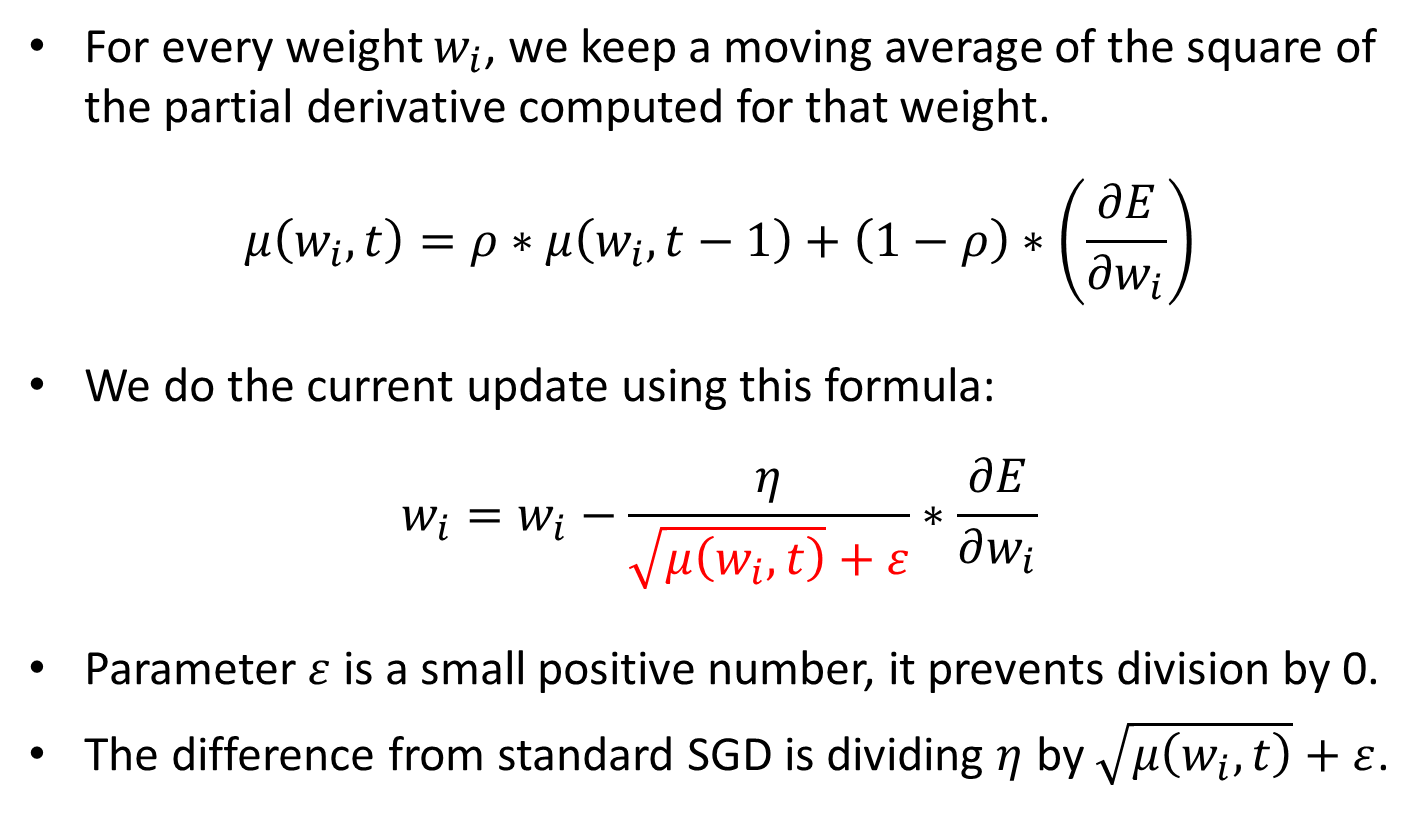 • For every weight wᵢ, we keep a moving average of the square of
the partial derivative computed for that weight.
μ(wᵢ, t) = ρ ∗ μ(wᵢ, t − 1) + (1 − ρ) ∗ (∂E/∂wᵢ)
• We do the current update using this formula:
wᵢ = wᵢ − η/(√μ(wᵢ, t) + ε) ∗ ∂E/∂wᵢ
• Parameter ε is a small positive number, it prevents division by 0.
• The difference from standard SGD is dividing η by √μ(wᵢ, t) + ε.